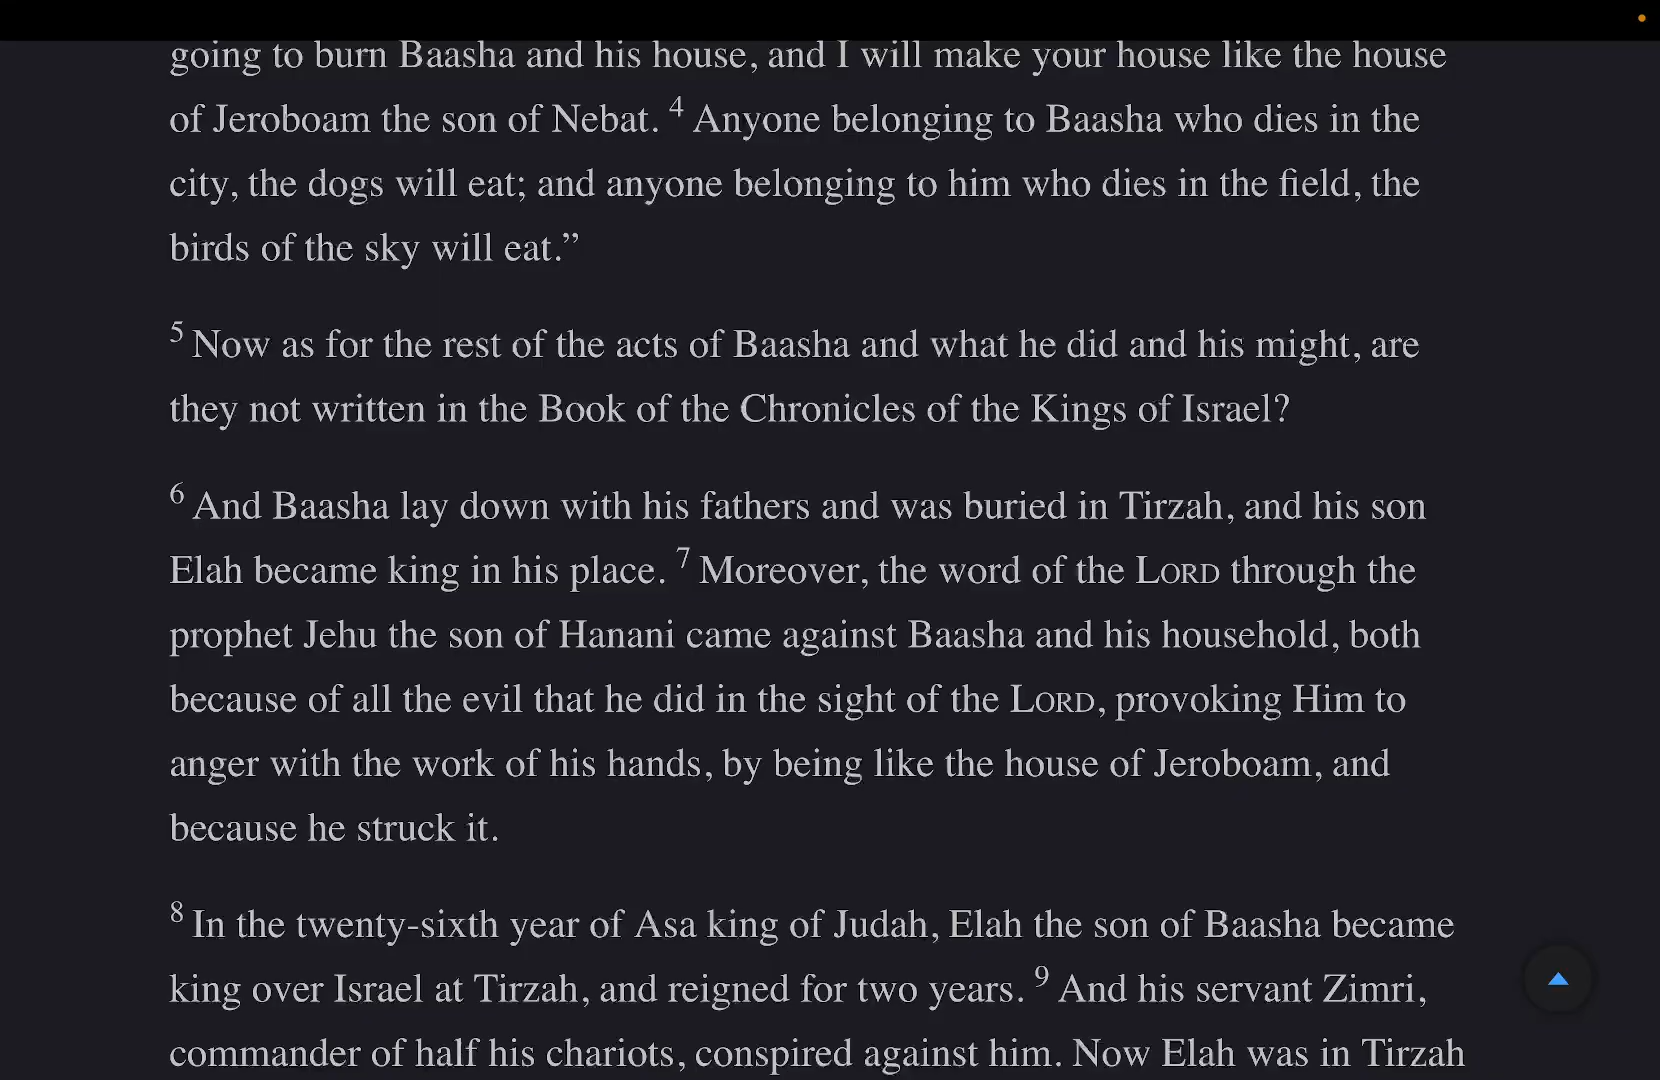 going to burn Baasha and his house, and I will make your house like the house
of Jeroboam the son of Nebat. 4 Anyone belonging to Baasha who dies in the
city, the dogs will eat; and anyone belonging to him who dies in the field, the
birds of the sky will eat.”
5 Now as for the rest of the acts of Baasha and what he did and his might, are
they not written in the Book of the Chronicles of the Kings of Israel?
6 And Baasha lay down with his fathers and was buried in Tirzah, and his son
Elah became king in his place. 7 Moreover, the word of the LORD through the
prophet Jehu the son of Hanani came against Baasha and his household, both
because of all the evil that he did in the sight of the LORD, provoking Him to
anger with the work of his hands, by being like the house of Jeroboam, and
because he struck it.
8 In the twenty-sixth year of Asa king of Judah, Elah the son of Baasha became
king over Israel at Tirzah, and reigned for two years. 9 And his servant Zimri,
commander of half his chariots, conspired against him. Now Elah was in Tirzah